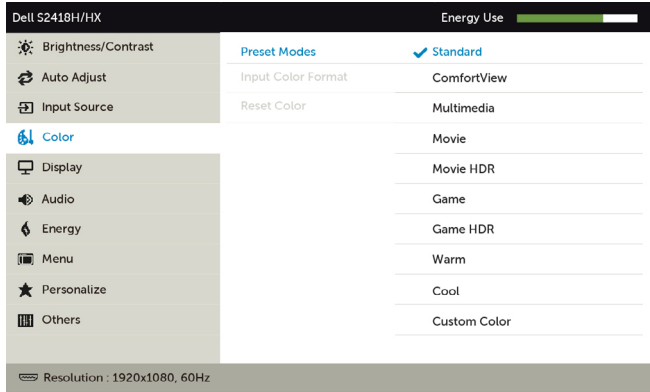 Dell S2418H/HX Energy Use
Brightness/Contrast Preset Modes Standard
Auto Adjust Input Color Format ComfortView
Input Source Reset Color Multimedia
Color Movie
Display Movie HDR
Audio Game
Energy Game HDR
Menu Warm
Personalize Cool
Others Custom Color
Resolution : 1920x1080, 60Hz